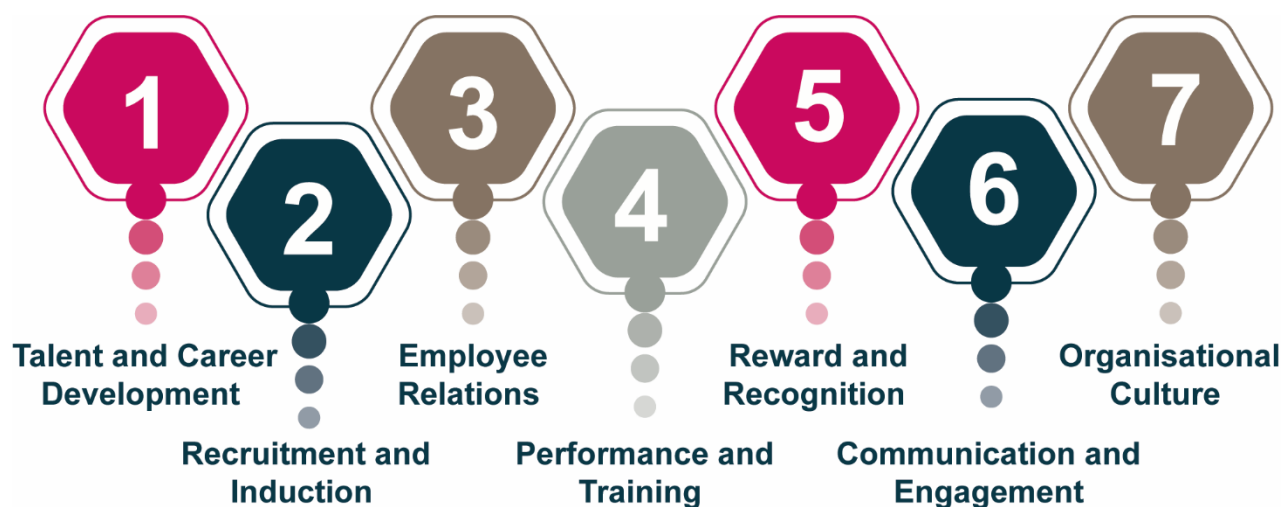 1
Talent and Career
Development
2
Recruitment and
Induction
3
Employee
Relations
4
Performance and
Training
5
Reward and
Recognition
6
Communication and
Engagement
7
Organisational
Culture